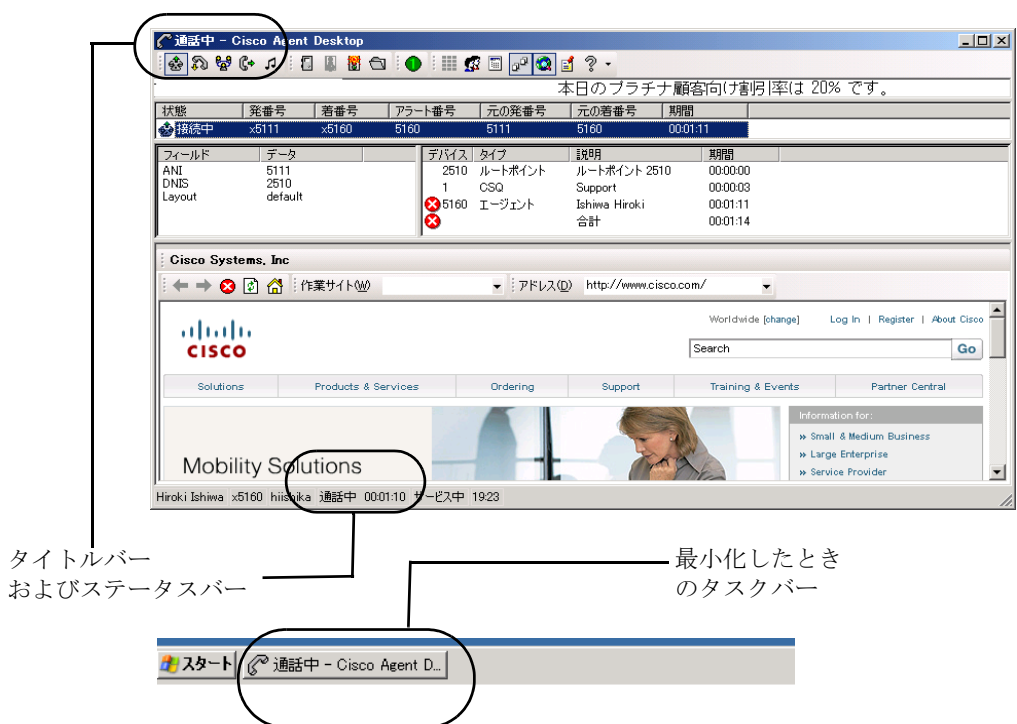 通話中 - Cisco Agent Desktop
本日のプラチナ顧客向け割引率は 20% です。
状態 発番号 着番号 アラート番号 元の発番号 元の着番号 期間
接続中 x5111 x5160 5160 5111 5160 00:01:11
フィールド データ
ANI 5111
DNIS 2510
Layout default
デバイス タイプ 説明 期間
2510 ルートポイント ルートポイント 2510 00:00:00
1 CSQ Support 00:00:03
5160 エージェント Ishiwa Hiroki 00:01:11
合計 00:01:14
Cisco Systems, Inc
作業サイト(W) アドレス(D) http://www.cisco.com/
Worldwide [change] Log In | Register | About Cisco
CISCO
Search Go
Solutions Products & Services Ordering Support Training & Events Partner Central
Information for:
» Small & Medium Business
» Large Enterprise
» Service Provider
Mobility Solutions
Hiroki Ishiwa x5160 hiishika 通話中 00:01:10 サービス中 19:23
タイトルバー
およびステータスバー
最小化したとき
のタスクバー
スタート 通話中 - Cisco Agent D...